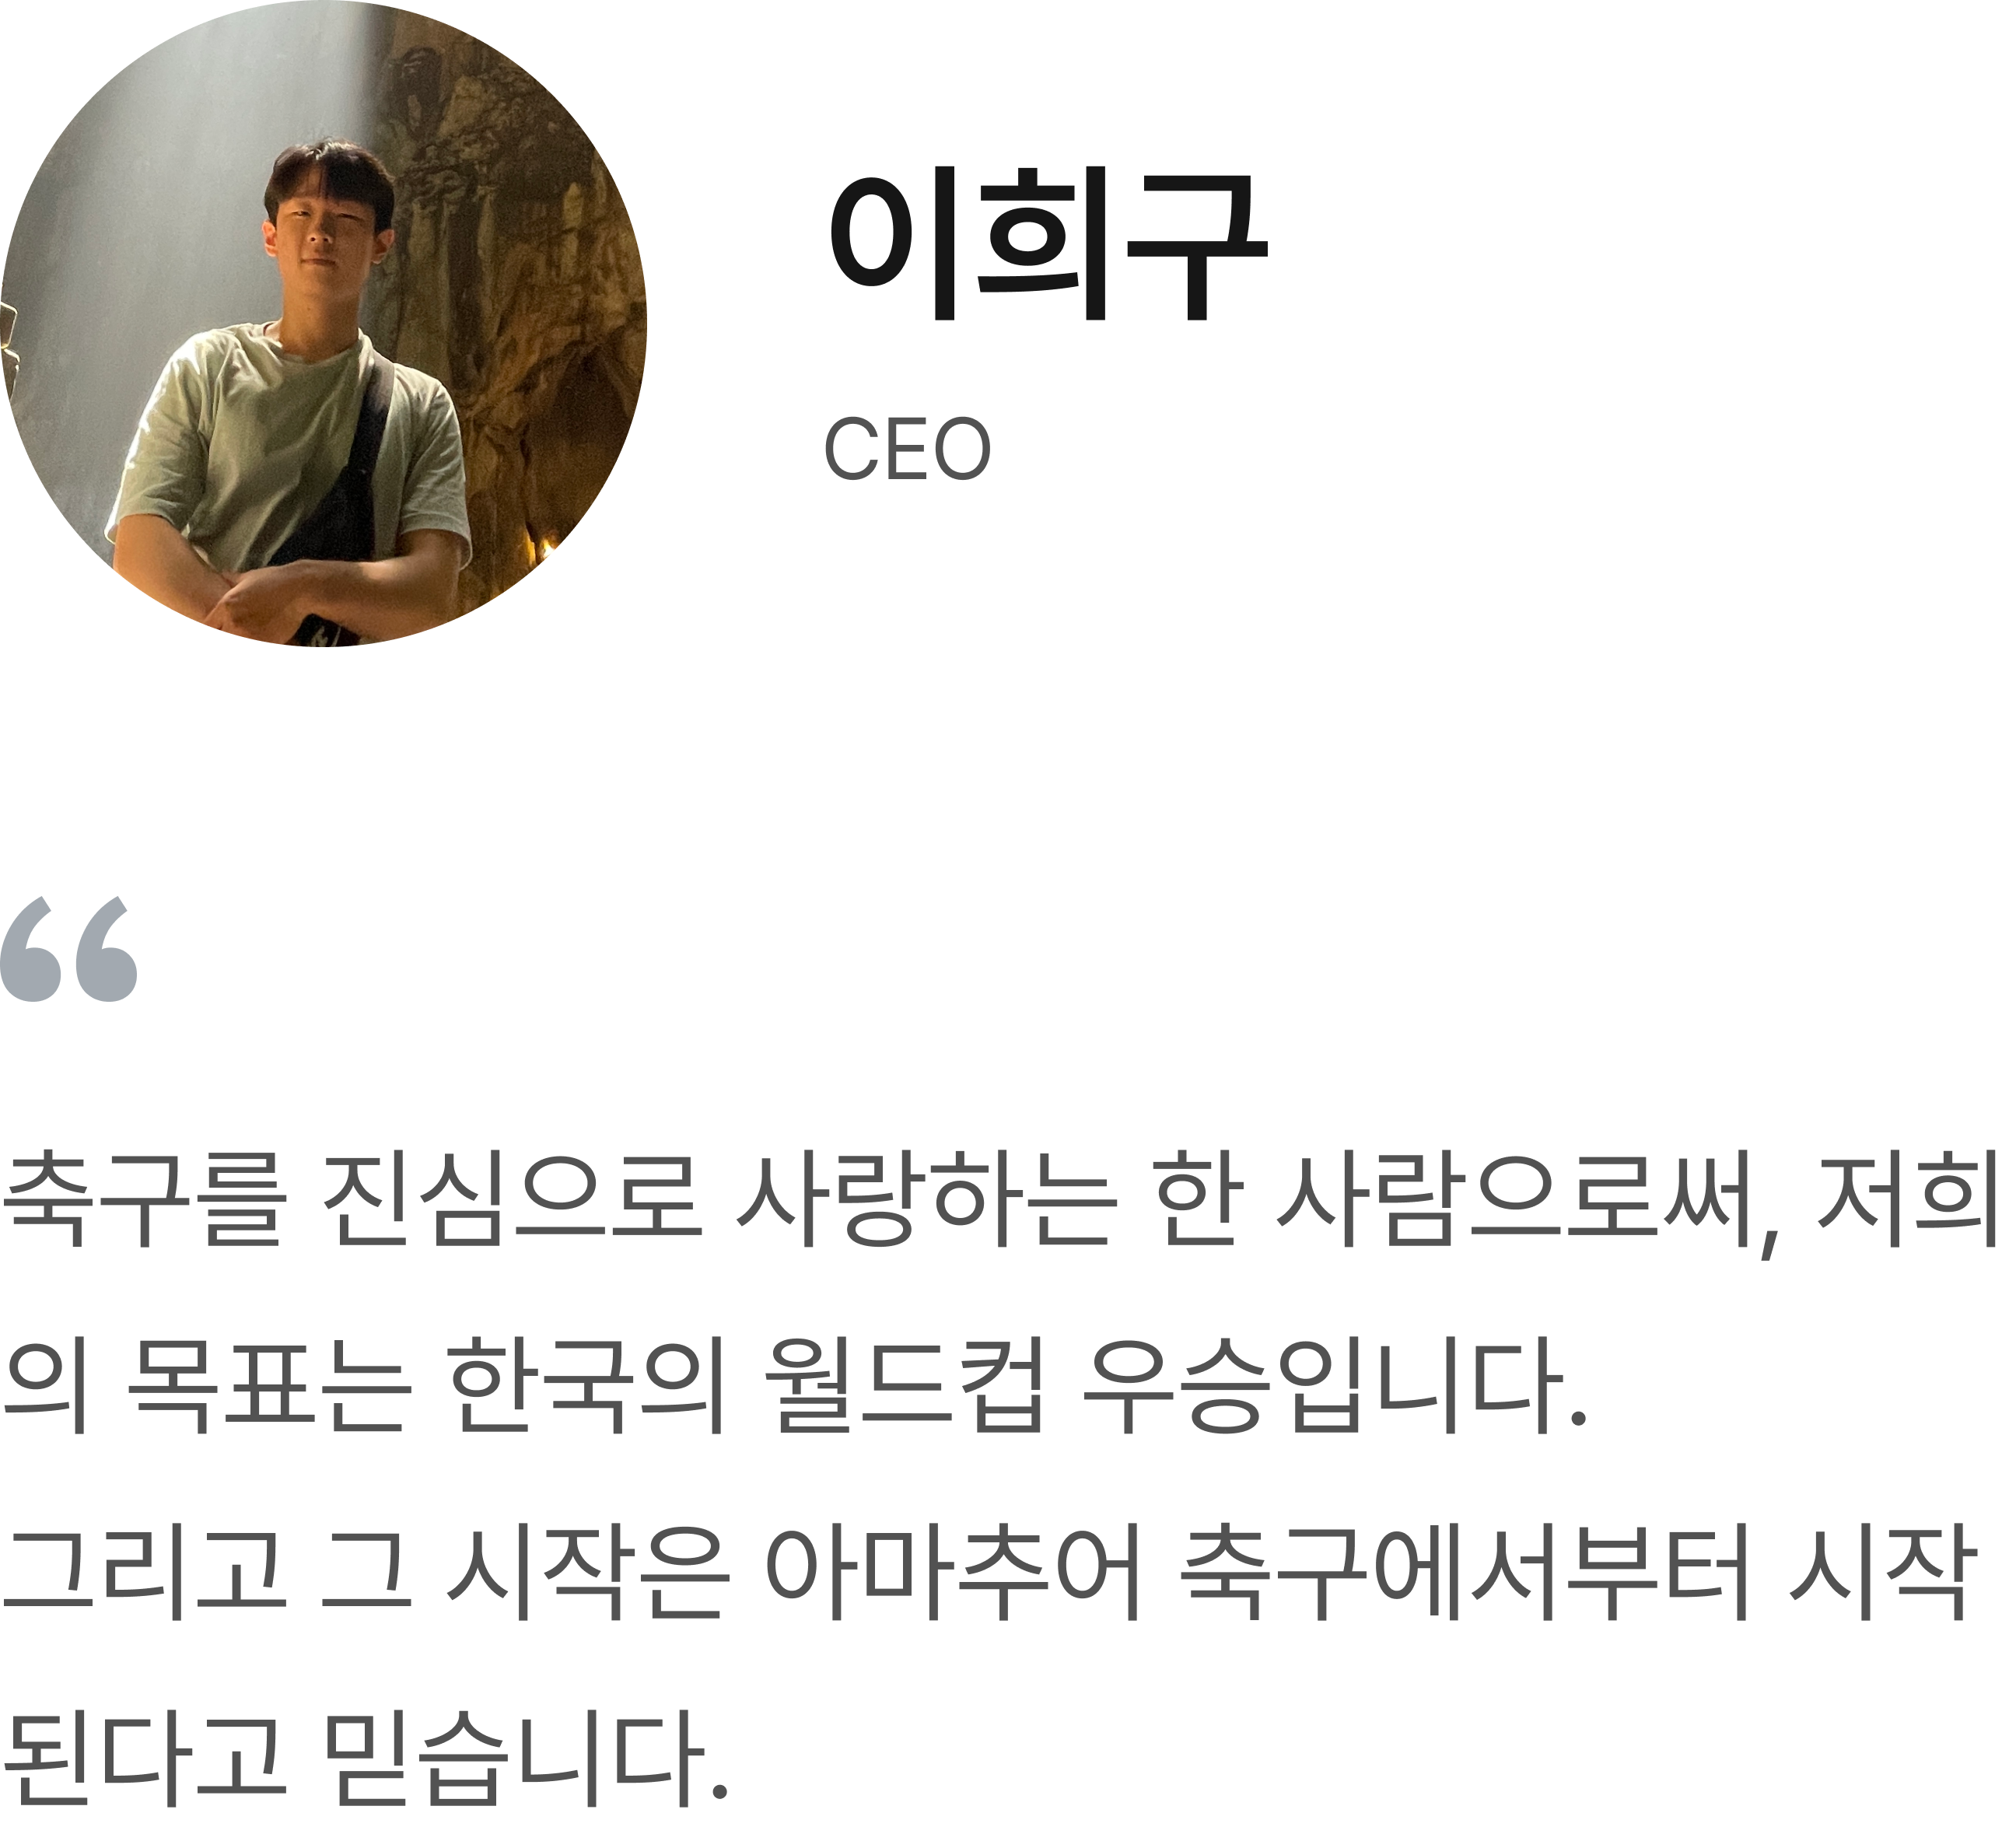 이희구
CEO
“
축구를 진심으로 사랑하는 한 사람으로써, 저희
의 목표는 한국의 월드컵 우승입니다.
그리고 그 시작은 아마추어 축구에서부터 시작
된다고 믿습니다.